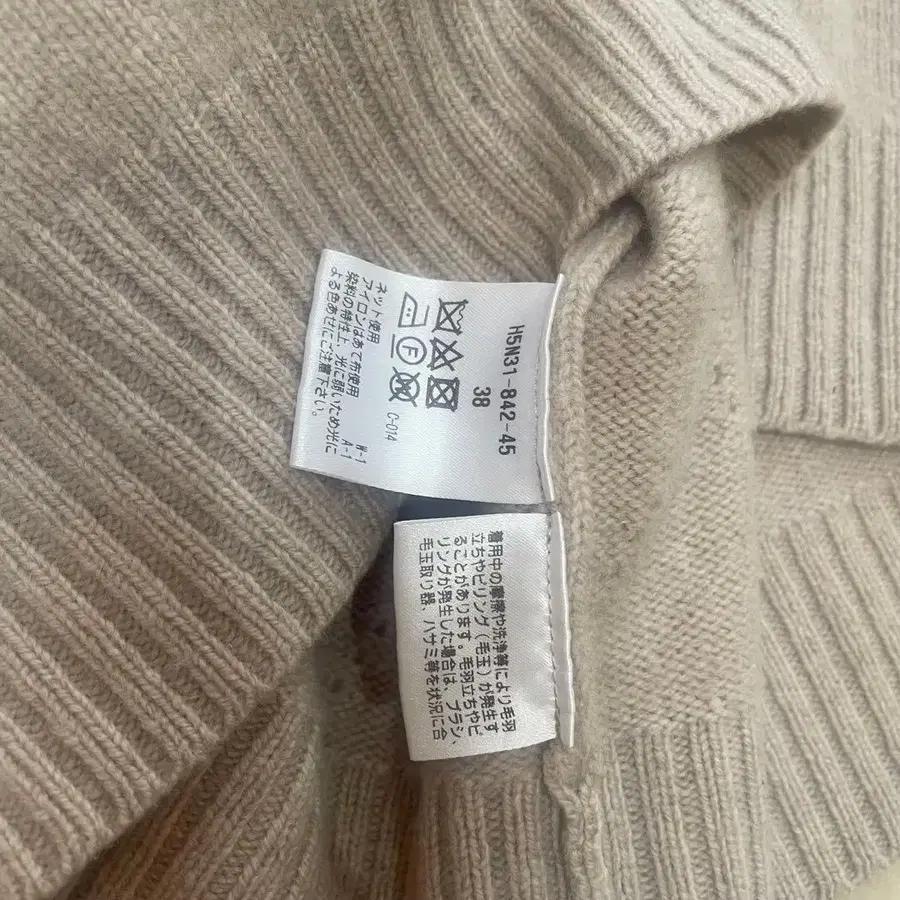 H5N31-842-45
38
F
C-014
ネット使用
アイロンはあて布使用
染料の特性上、光に弱いため光に
よる色あせにご注意下さい。
W-1
A-1
着用中の摩擦や洗浄等により毛羽
立ちやピリング(毛玉)が発生す
ることがあります。毛羽立ちやピ
リングが発生した場合は、ブラシ、
毛玉取り器、ハサミ等を状況に合